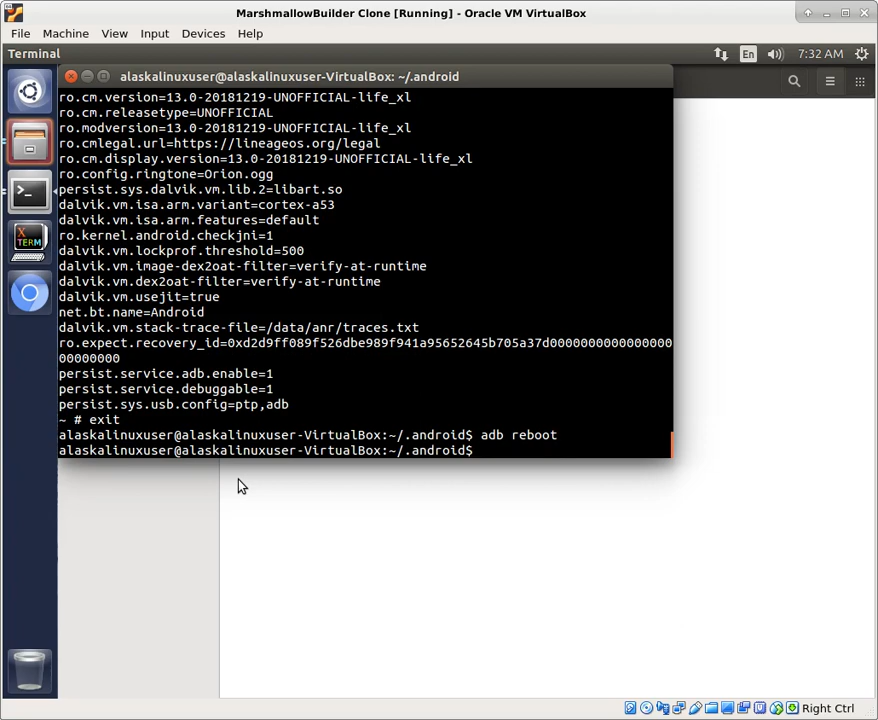 MarshmallowBuilder Clone [Running] - Oracle VM VirtualBox
File Machine View Input Devices Help
Terminal
En
7:32 AM
alaskalinuxuser@alaskalinuxuser-VirtualBox: ~/.android
ro.cm.version=13.0-20181219-UNOFFICIAL-life_xl
ro.cm.releasetype=UNOFFICIAL
ro.modversion=13.0-20181219-UNOFFICIAL-life_xl
ro.cmlegal.url=https://lineageos.org/legal
ro.cm.display.version=13.0-20181219-UNOFFICIAL-life_xl
ro.config.ringtone=Orion.ogg
persist.sys.dalvik.vm.lib.2=libart.so
dalvik.vm.isa.arm.variant=cortex-a53
dalvik.vm.isa.arm.features=default
ro.kernel.android.checkjni=1
dalvik.vm.lockprof.threshold=500
dalvik.vm.image-dex2oat-filter=verify-at-runtime
dalvik.vm.dex2oat-filter=verify-at-runtime
dalvik.vm.usejit=true
net.bt.name=Android
dalvik.vm.stack-trace-file=/data/anr/traces.txt
ro.expect.recovery_id=0xd2d9ff089f526dbe989f941a95652645b705a37d0000000000000000
00000000
persist.service.adb.enable=1
persist.service.debuggable=1
persist.sys.usb.config=ptp,adb
~ # exit
alaskalinuxuser@alaskalinuxuser-VirtualBox:~/.android$ adb reboot
alaskalinuxuser@alaskalinuxuser-VirtualBox:~/.android$
X
TERM
Right Ctrl